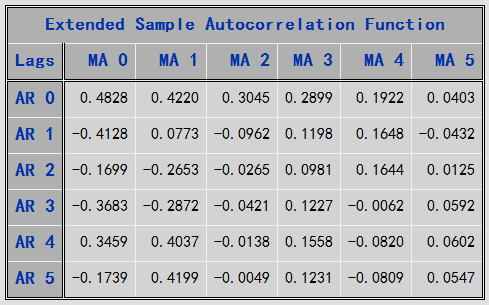 Extended Sample Autocorrelation Function
Lags MA 0 MA 1 MA 2 MA 3 MA 4 MA 5
AR 0 0.4828 0.4220 0.3045 0.2899 0.1922 0.0403
AR 1 -0.4128 0.0773 -0.0962 0.1198 0.1648 -0.0432
AR 2 -0.1699 -0.2653 -0.0265 0.0981 0.1644 0.0125
AR 3 -0.3683 -0.2872 -0.0421 0.1227 -0.0062 0.0592
AR 4 0.3459 0.4037 -0.0138 0.1558 -0.0820 0.0602
AR 5 -0.1739 0.4199 -0.0049 0.1231 -0.0809 0.0547